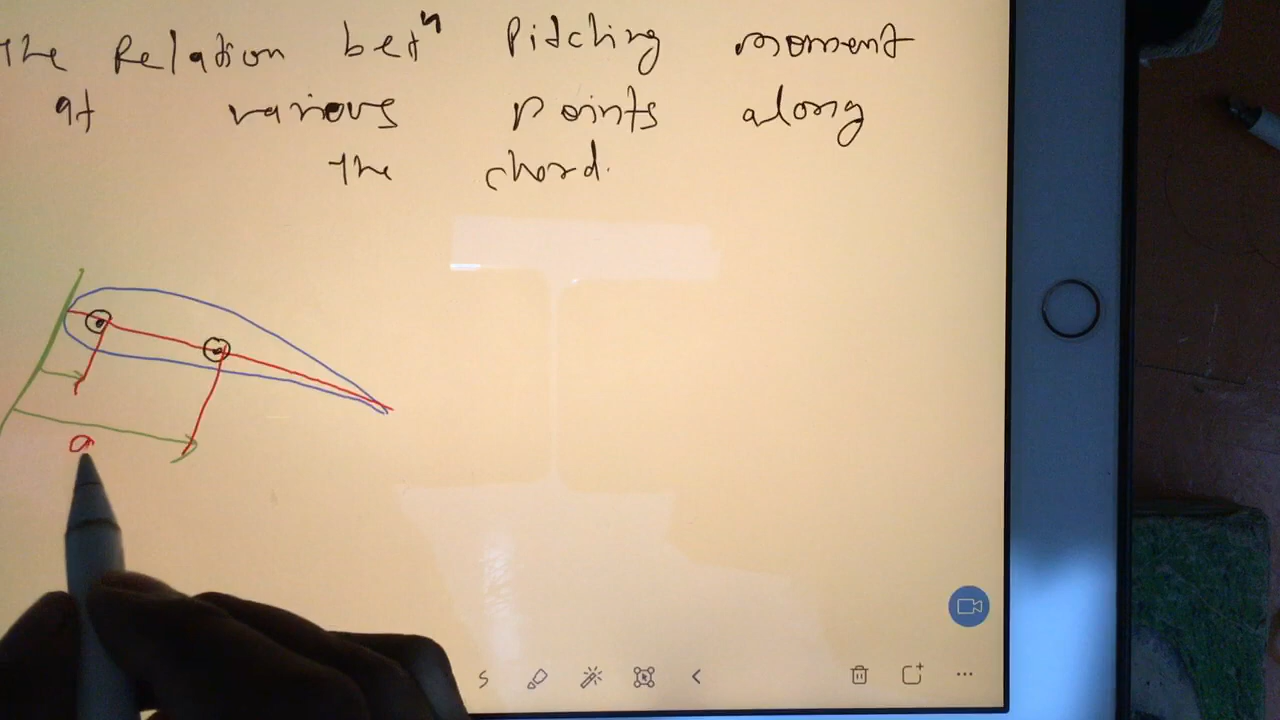 The Relation betⁿ Pitching moment
at various points along
the chord.
a